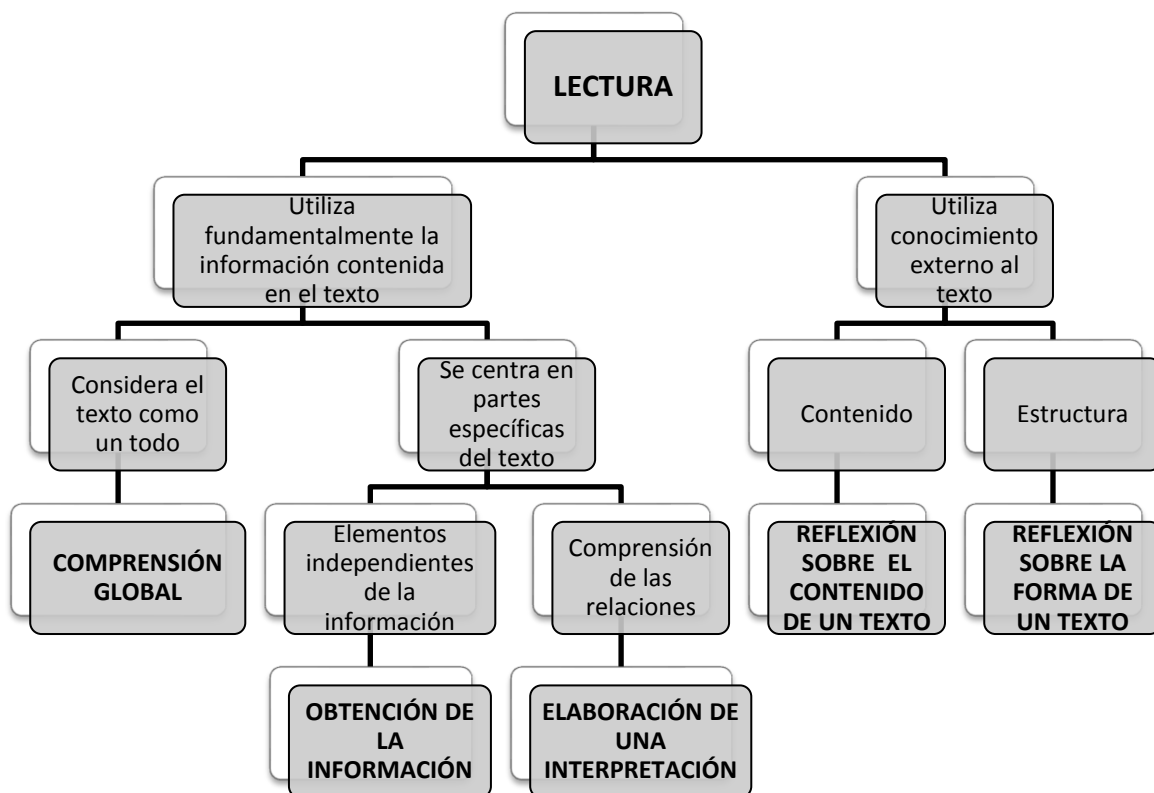 LECTURA
Utiliza
fundamentalmente la
información contenida
en el texto
Utiliza
conocimiento
externo al
texto
Considera el
texto como
un todo
Se centra en
partes
específicas
del texto
Contenido
Estructura
COMPRENSIÓN
GLOBAL
Elementos
independientes
de la
información
Comprensión
de las
relaciones
REFLEXIÓN
SOBRE EL
CONTENIDO
DE UN TEXTO
REFLEXIÓN
SOBRE LA
FORMA DE
UN TEXTO
OBTENCIÓN DE
LA
INFORMACIÓN
ELABORACIÓN DE
UNA
INTERPRETACIÓN